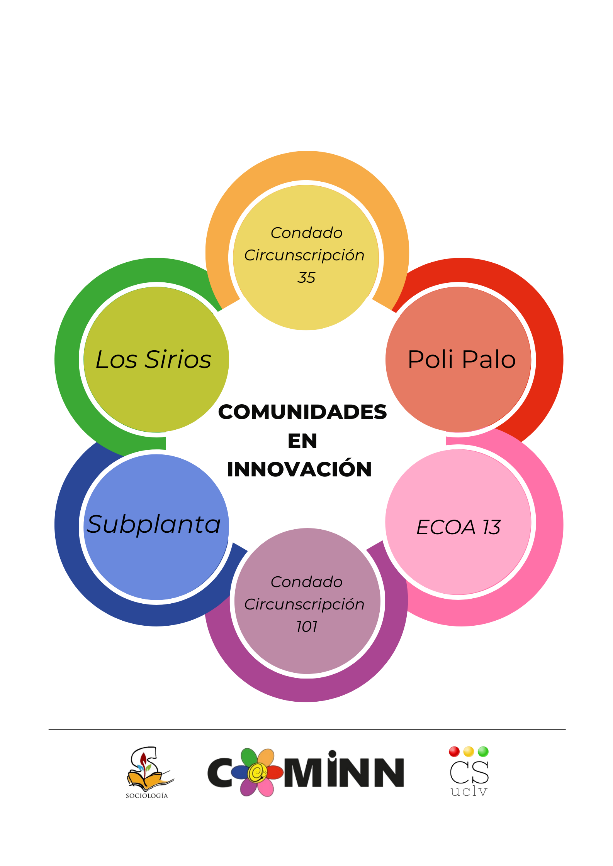 Condado
Circunscripción
35
Los Sirios
Poli Palo
COMUNIDADES
EN
INNOVACIÓN
Subplanta
ECOA 13
Condado
Circunscripción
101
SOCIOLOGÍA
COMiNN
CS
uclv